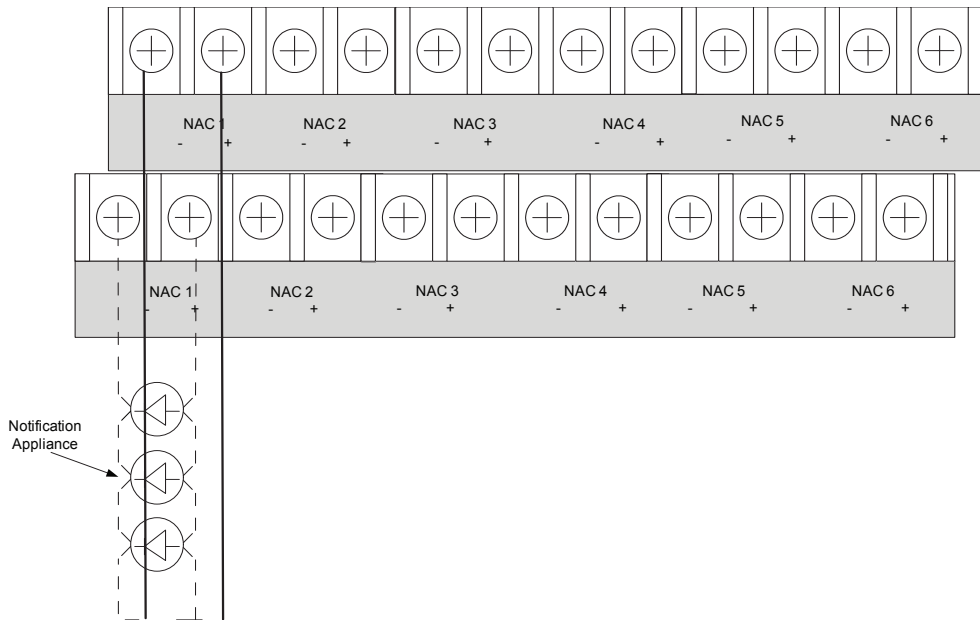 NAC 1 NAC 2 NAC 3 NAC 4 NAC 5 NAC 6
- + - + - + - + - + - +
NAC 1 NAC 2 NAC 3 NAC 4 NAC 5 NAC 6
- + - + - + - + - + - +
Notification
Appliance